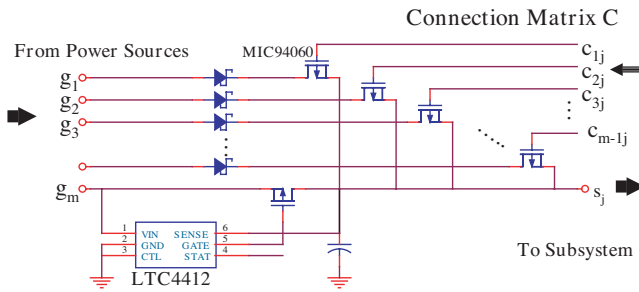 Connection Matrix C
From Power Sources
MIC94060
c1j
g1
c2j
g2
c3j
g3
cm-1j
gm
sj
1 VIN SENSE 6
2 GND GATE 5
3 CTL STAT 4
To Subsystem
LTC4412